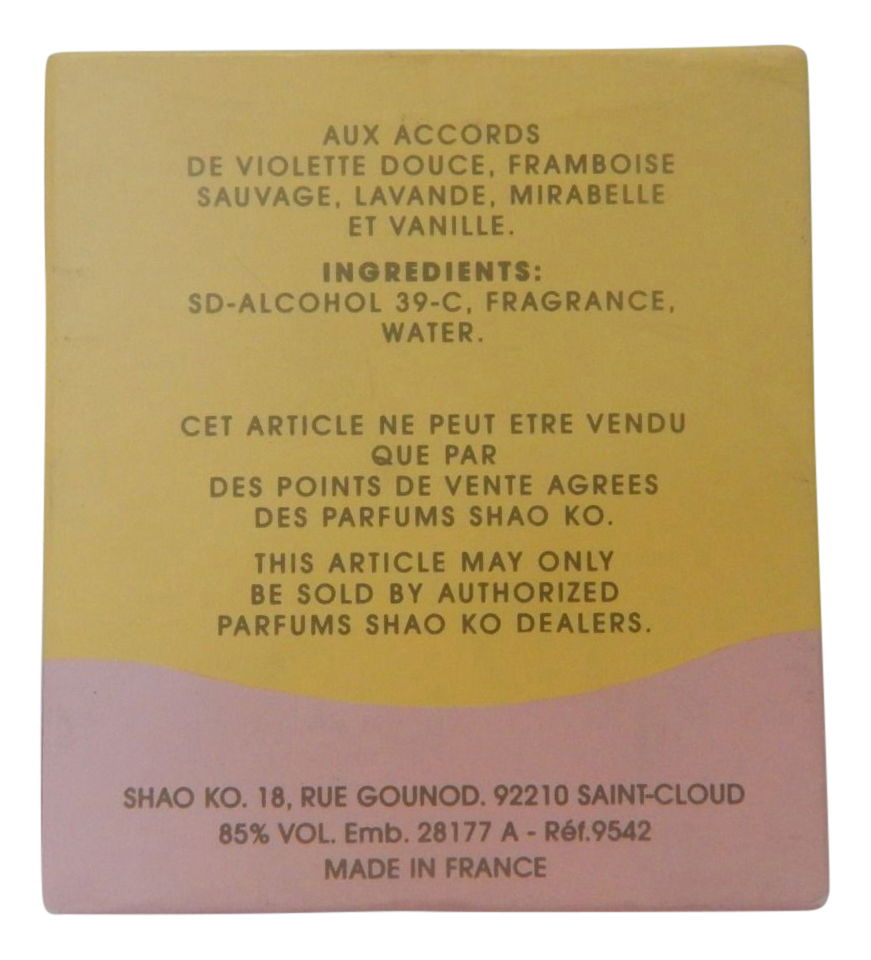 AUX ACCORDS
DE VIOLETTE DOUCE, FRAMBOISE
SAUVAGE, LAVANDE, MIRABELLE
ET VANILLE.
INGREDIENTS:
SD-ALCOHOL 39-C, FRAGRANCE,
WATER.
CET ARTICLE NE PEUT ETRE VENDU
QUE PAR
DES POINTS DE VENTE AGREES
DES PARFUMS SHAO KO.
THIS ARTICLE MAY ONLY
BE SOLD BY AUTHORIZED
PARFUMS SHAO KO DEALERS.
SHAO KO. 18, RUE GOUNOD. 92210 SAINT-CLOUD
85% VOL. Emb. 28177 A - Réf.9542
MADE IN FRANCE